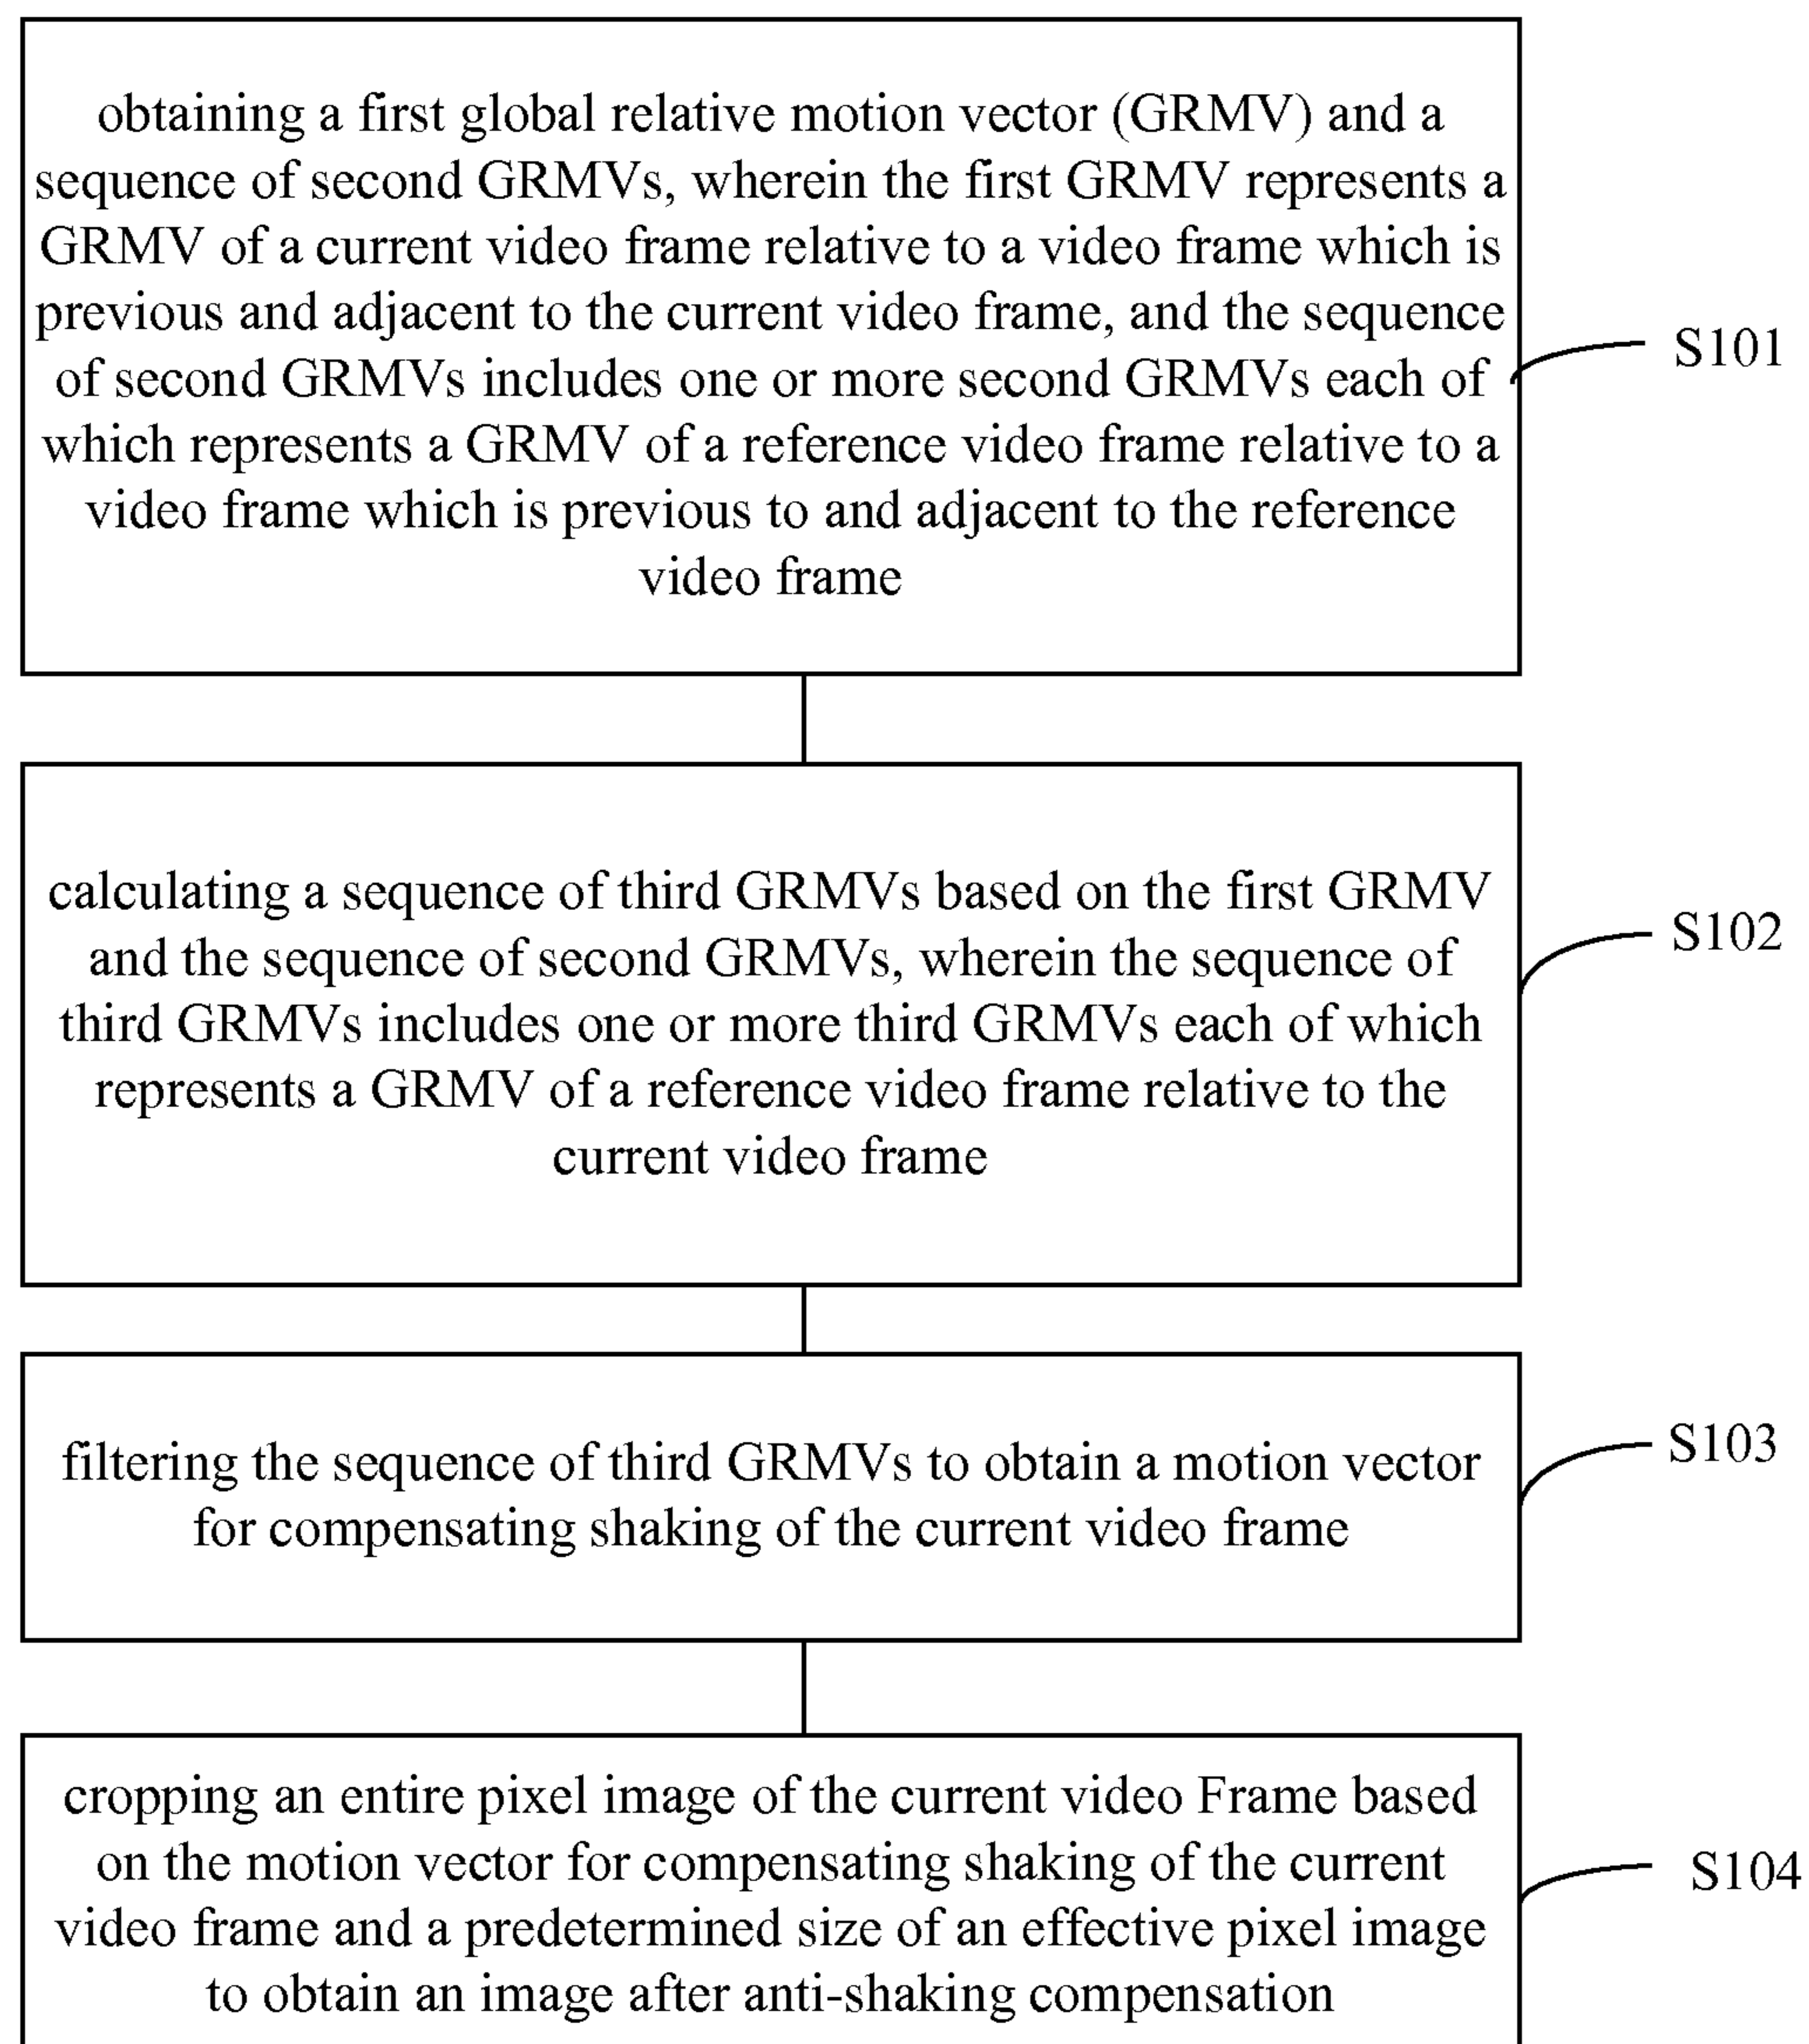 obtaining a first global relative motion vector (GRMV) and a
sequence of second GRMVs, wherein the first GRMV represents a
GRMV of a current video frame relative to a video frame which is
previous and adjacent to the current video frame, and the sequence
of second GRMVs includes one or more second GRMVs each of
which represents a GRMV of a reference video frame relative to a
video frame which is previous to and adjacent to the reference
video frame
S101
calculating a sequence of third GRMVs based on the first GRMV
and the sequence of second GRMVs, wherein the sequence of
third GRMVs includes one or more third GRMVs each of which
represents a GRMV of a reference video frame relative to the
current video frame
S102
filtering the sequence of third GRMVs to obtain a motion vector
for compensating shaking of the current video frame
S103
cropping an entire pixel image of the current video Frame based
on the motion vector for compensating shaking of the current
video frame and a predetermined size of an effective pixel image
to obtain an image after anti-shaking compensation
S104